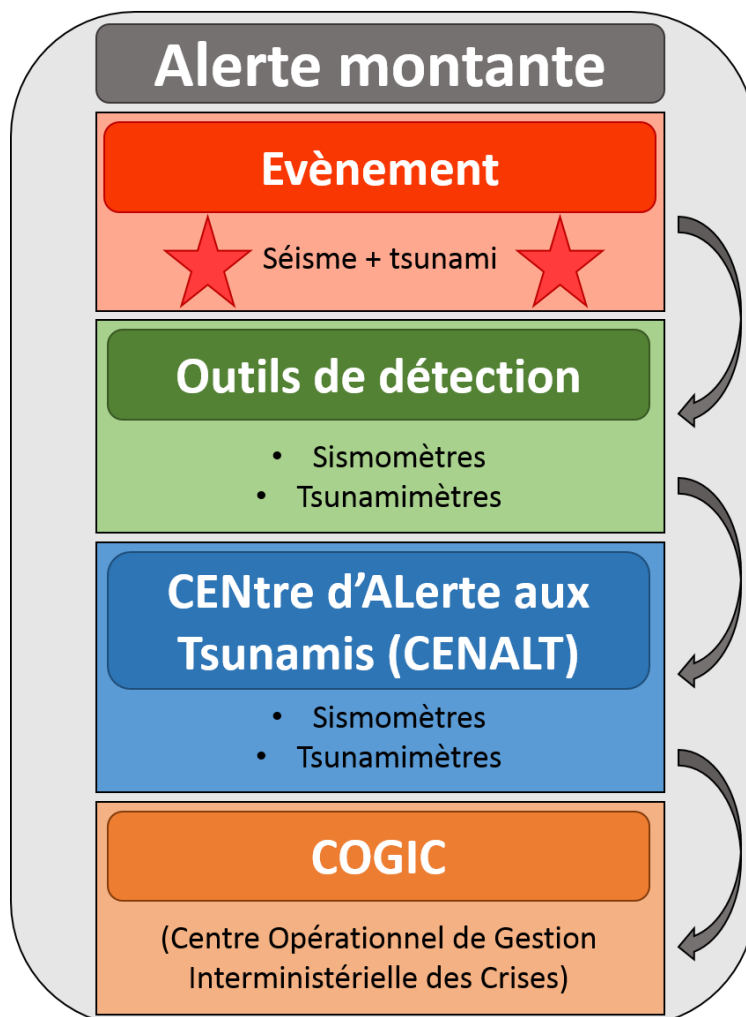 Alerte montante
Evènement
Séisme + tsunami
Outils de détection
• Sismomètres
• Tsunamimètres
CENtre d'ALerte aux
Tsunamis (CENALT)
• Sismomètres
• Tsunamimètres
COGIC
(Centre Opérationnel de Gestion
Interministérielle des Crises)